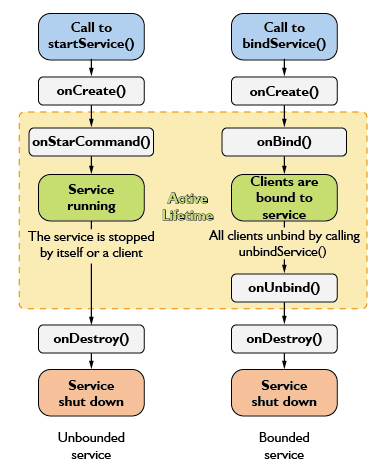 Call to
startService()
onCreate()
onStarCommand()
Service
running
The service is stopped
by itself or a client
onDestroy()
Service
shut down
Unbounded
service
Active
Lifetime
Call to
bindService()
onCreate()
onBind()
Clients are
bound to
service
All clients unbind by calling
unbindService()
onUnbind()
onDestroy()
Service
shut down
Bounded
service